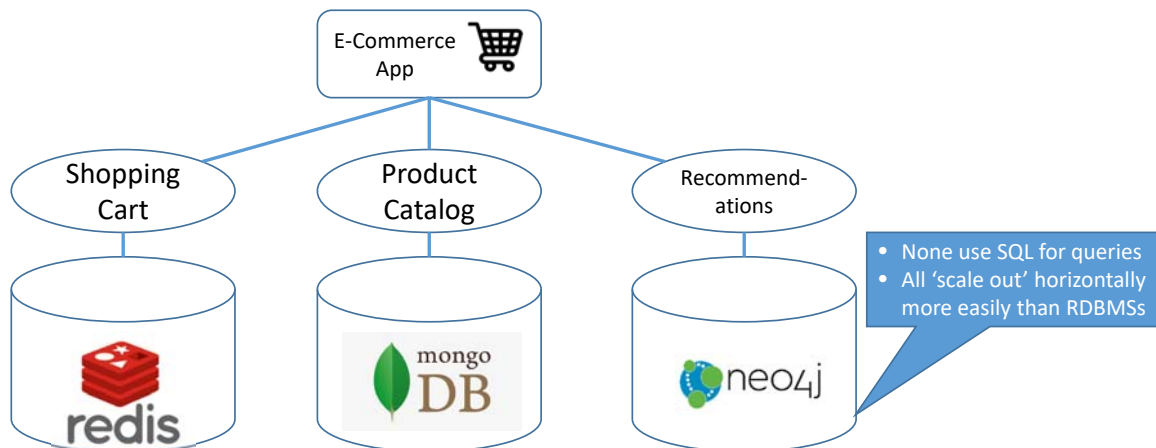 E-Commerce
App
Shopping
Cart
Product
Catalog
Recommend-
ations
• None use SQL for queries
• All ‘scale out’ horizontally
more easily than RDBMSs
redis
mongo
DB
neo4j